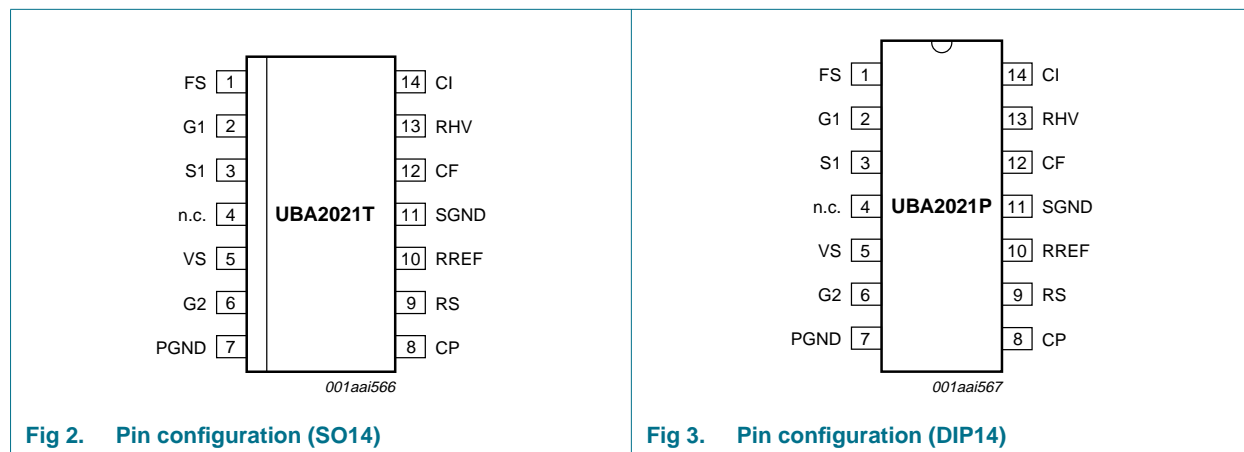 FS 1
14 CI
G1 2
13 RHV
S1 3
12 CF
n.c. 4
UBA2021T
11 SGND
VS 5
10 RREF
G2 6
9 RS
PGND 7
8 CP
001aai566
Fig 2. Pin configuration (SO14)
FS 1
14 CI
G1 2
13 RHV
S1 3
12 CF
n.c. 4
UBA2021P
11 SGND
VS 5
10 RREF
G2 6
9 RS
PGND 7
8 CP
001aai567
Fig 3. Pin configuration (DIP14)